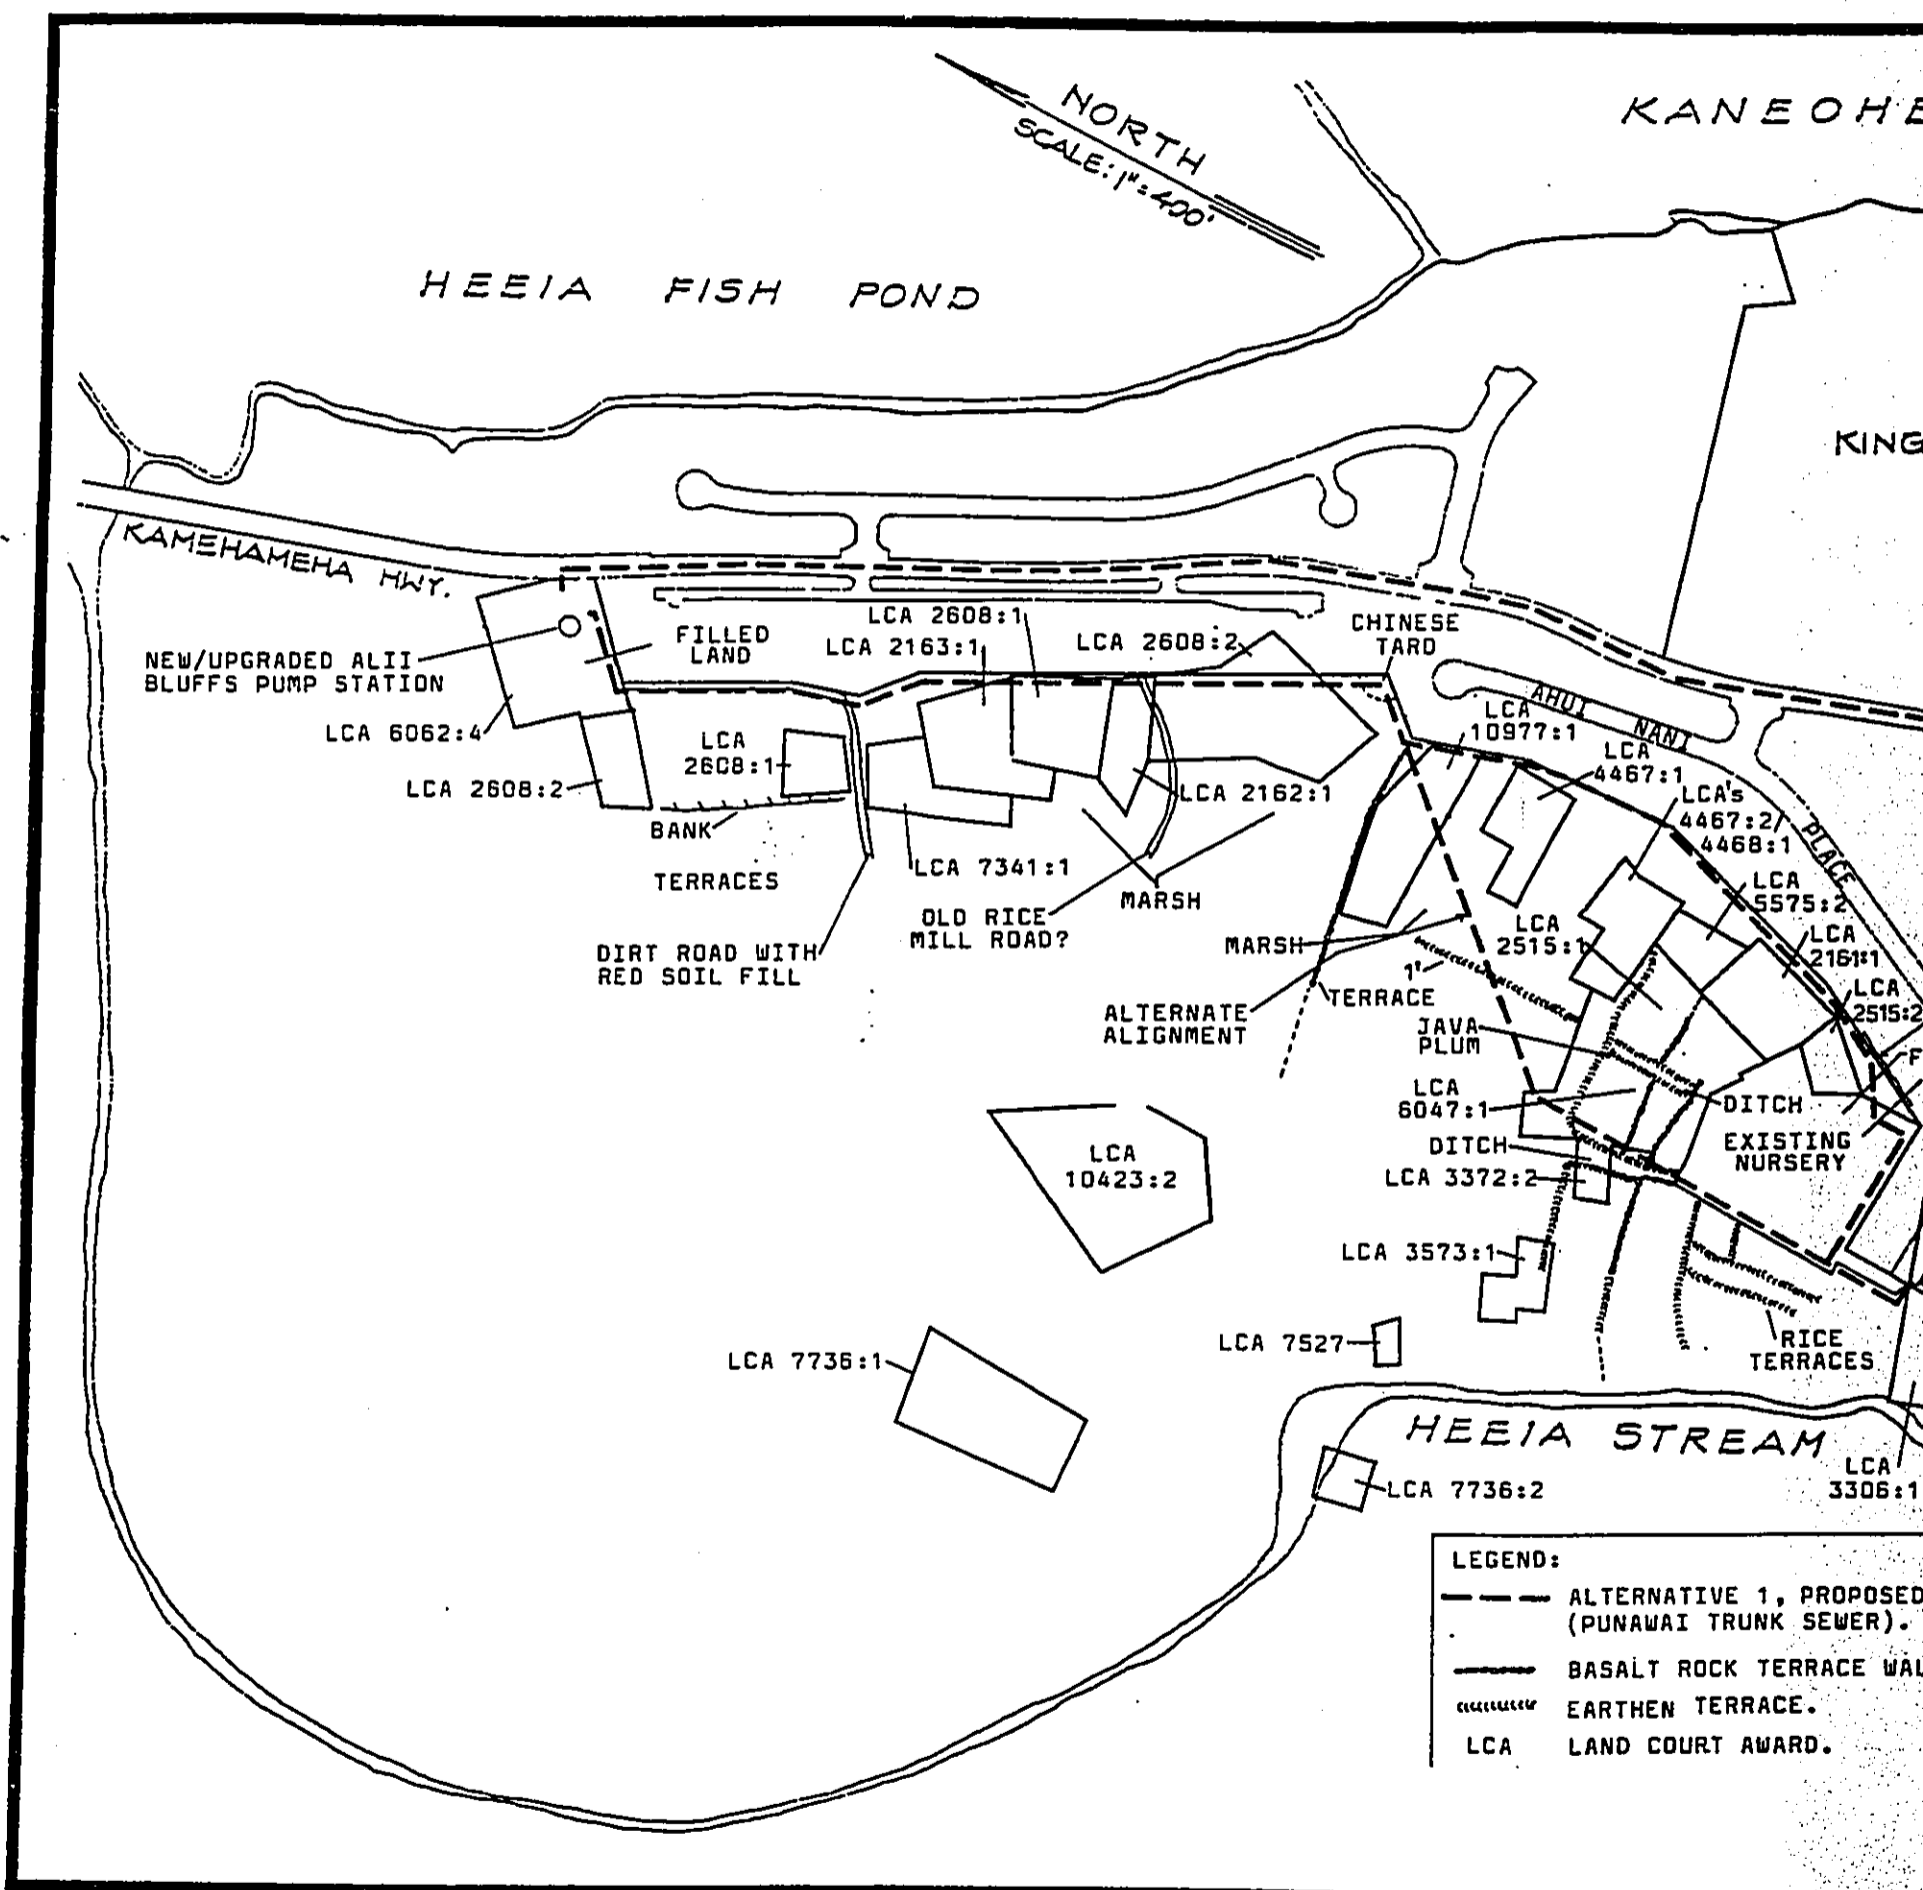 NORTH
SCALE: 1"=400'
KANEOHE
HEEIA FISH POND
KING
KAMEHAMEHA HWY.
NEW/UPGRADED ALII
BLUFFS PUMP STATION
FILLED
LAND
LCA 2608:1
LCA 2163:1
LCA 2608:2
CHINESE
TARD
LCA 6062:4
LCA 2608:2
LCA
2608:1
BANK
TERRACES
LCA 7341:1
LCA 2162:1
MARSH
OLD RICE
MILL ROAD?
DIRT ROAD WITH
RED SOIL FILL
AHUI NANI PLACE
LCA
10977:1
LCA
4467:1
LCA's
4467:2/
4468:1
LCA
5575:2
LCA
2161:1
LCA
2515:2
LCA
2515:1
MARSH
1'
TERRACE
ALTERNATE
ALIGNMENT
JAVA
PLUM
F
LCA
6047:1
DITCH
DITCH
EXISTING
NURSERY
LCA 3372:2
LCA
10423:2
LCA 3573:1
LCA 7527
RICE
TERRACES
LCA 7736:1
HEEIA STREAM
LCA
3306:1
LCA 7736:2
LEGEND:
ALTERNATIVE 1, PROPOSED
(PUNAWAI TRUNK SEWER).
BASALT ROCK TERRACE WAL
EARTHEN TERRACE.
LCA LAND COURT AWARD.